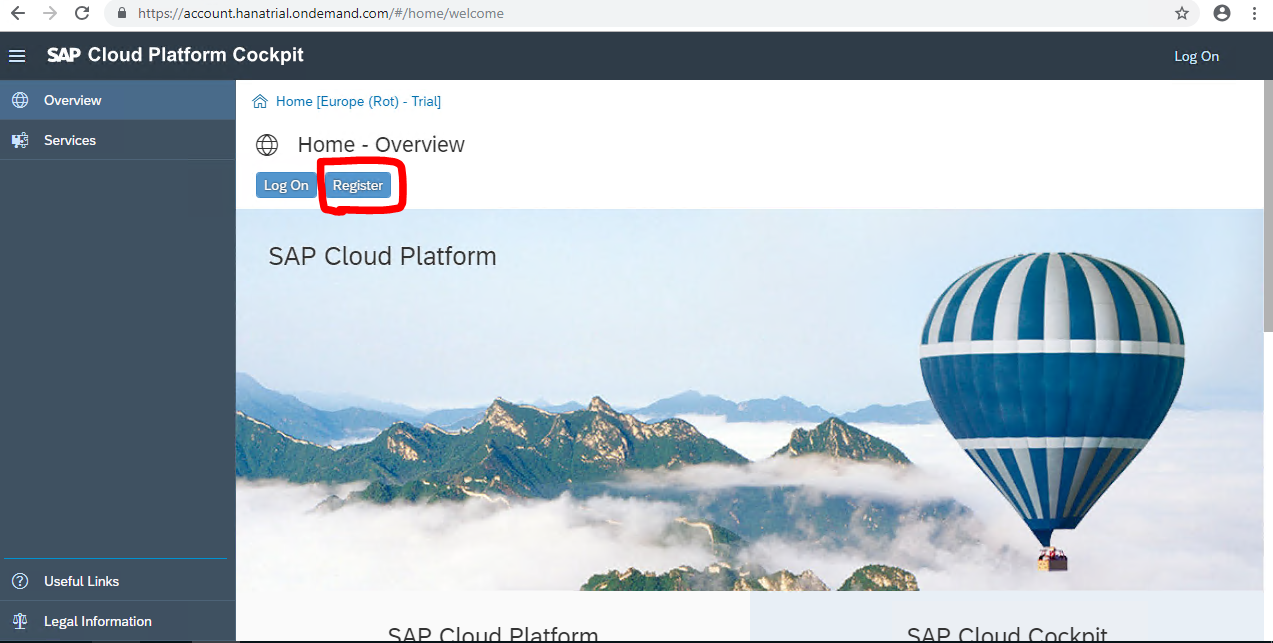 https://account.hanatrial.ondemand.com/#/home/welcome
SAP Cloud Platform Cockpit
Log On
Overview
Services
Home [Europe (Rot) - Trial]
Home - Overview
Log On
Register
SAP Cloud Platform
SAP Cloud Platform
SAP Cloud Cockpit
Useful Links
Legal Information